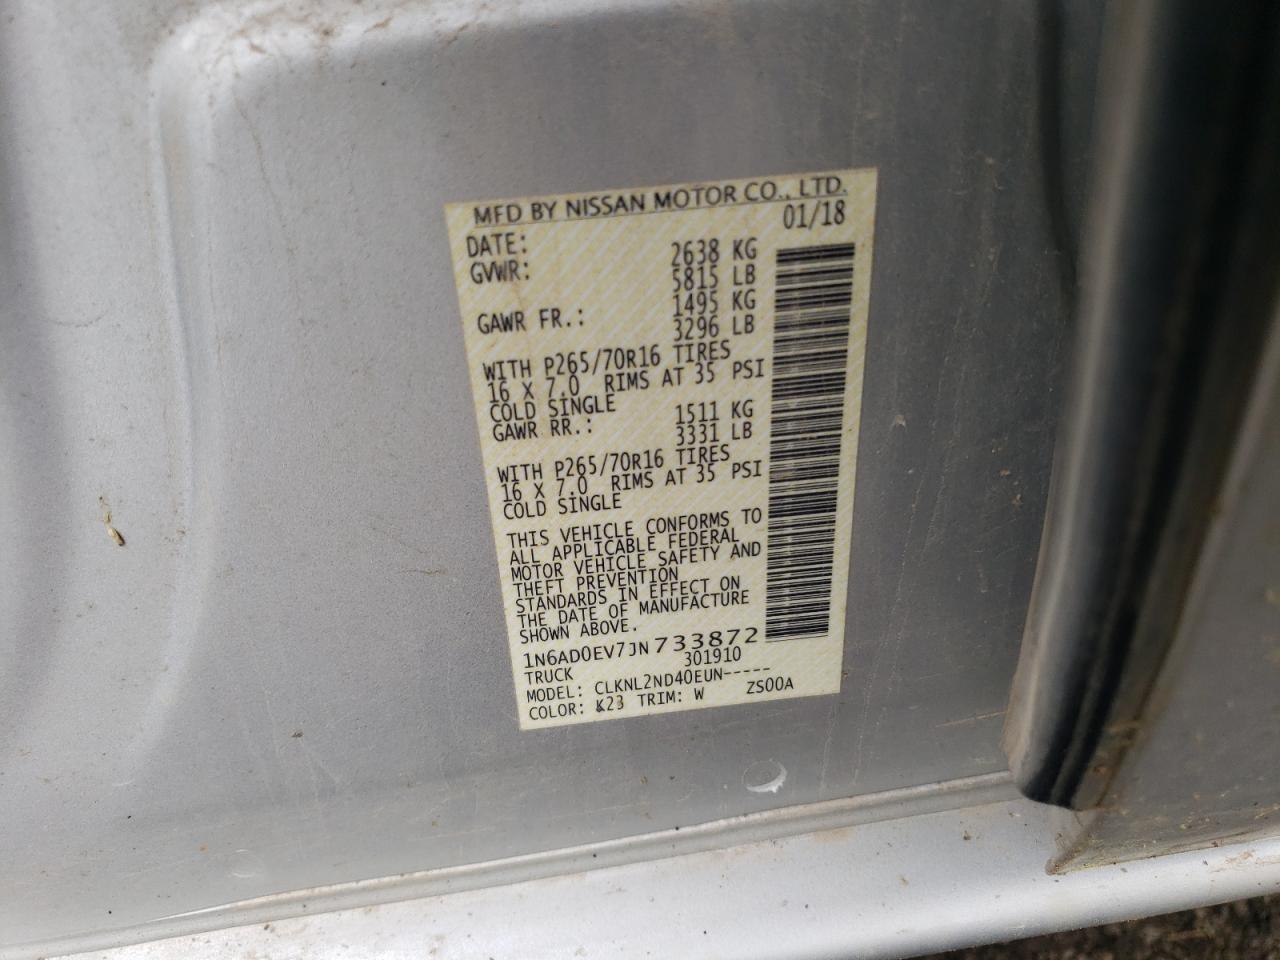 MFD BY NISSAN MOTOR CO., LTD.
DATE: 01/18
GVWR: 2638 KG
5815 LB
GAWR FR.: 1495 KG
3296 LB
WITH P265/70R16 TIRES
16 X 7.0 RIMS AT 35 PSI
COLD SINGLE
GAWR RR.: 1511 KG
3331 LB
WITH P265/70R16 TIRES
16 X 7.0 RIMS AT 35 PSI
COLD SINGLE
THIS VEHICLE CONFORMS TO
ALL APPLICABLE FEDERAL
MOTOR VEHICLE SAFETY AND
THEFT PREVENTION
STANDARDS IN EFFECT ON
THE DATE OF MANUFACTURE
SHOWN ABOVE.
1N6AD0EV7JN733872
TRUCK 301910
MODEL: CLKNL2ND40EUN-----
COLOR: K23 TRIM: W ZS00A